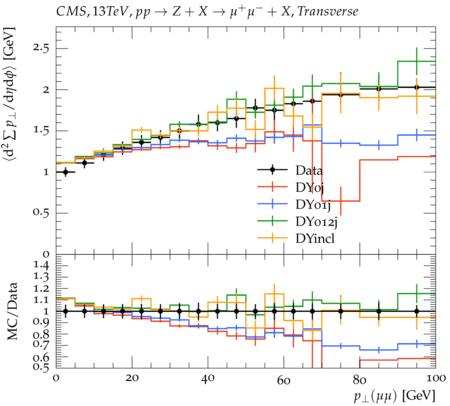 CMS, 13TeV, pp → Z + X → μ⁺μ⁻ + X, Transverse
⟨d² ∑ p⊥/dηdϕ⟩ [GeV]
2.5
2
1.5
1
0.5
0
Data
DY0j
DY01j
DY012j
DYincl
MC/Data
1.4
1.3
1.2
1.1
1
0.9
0.8
0.7
0.6
0.5
0 20 40 60 80 100
p⊥(μμ) [GeV]